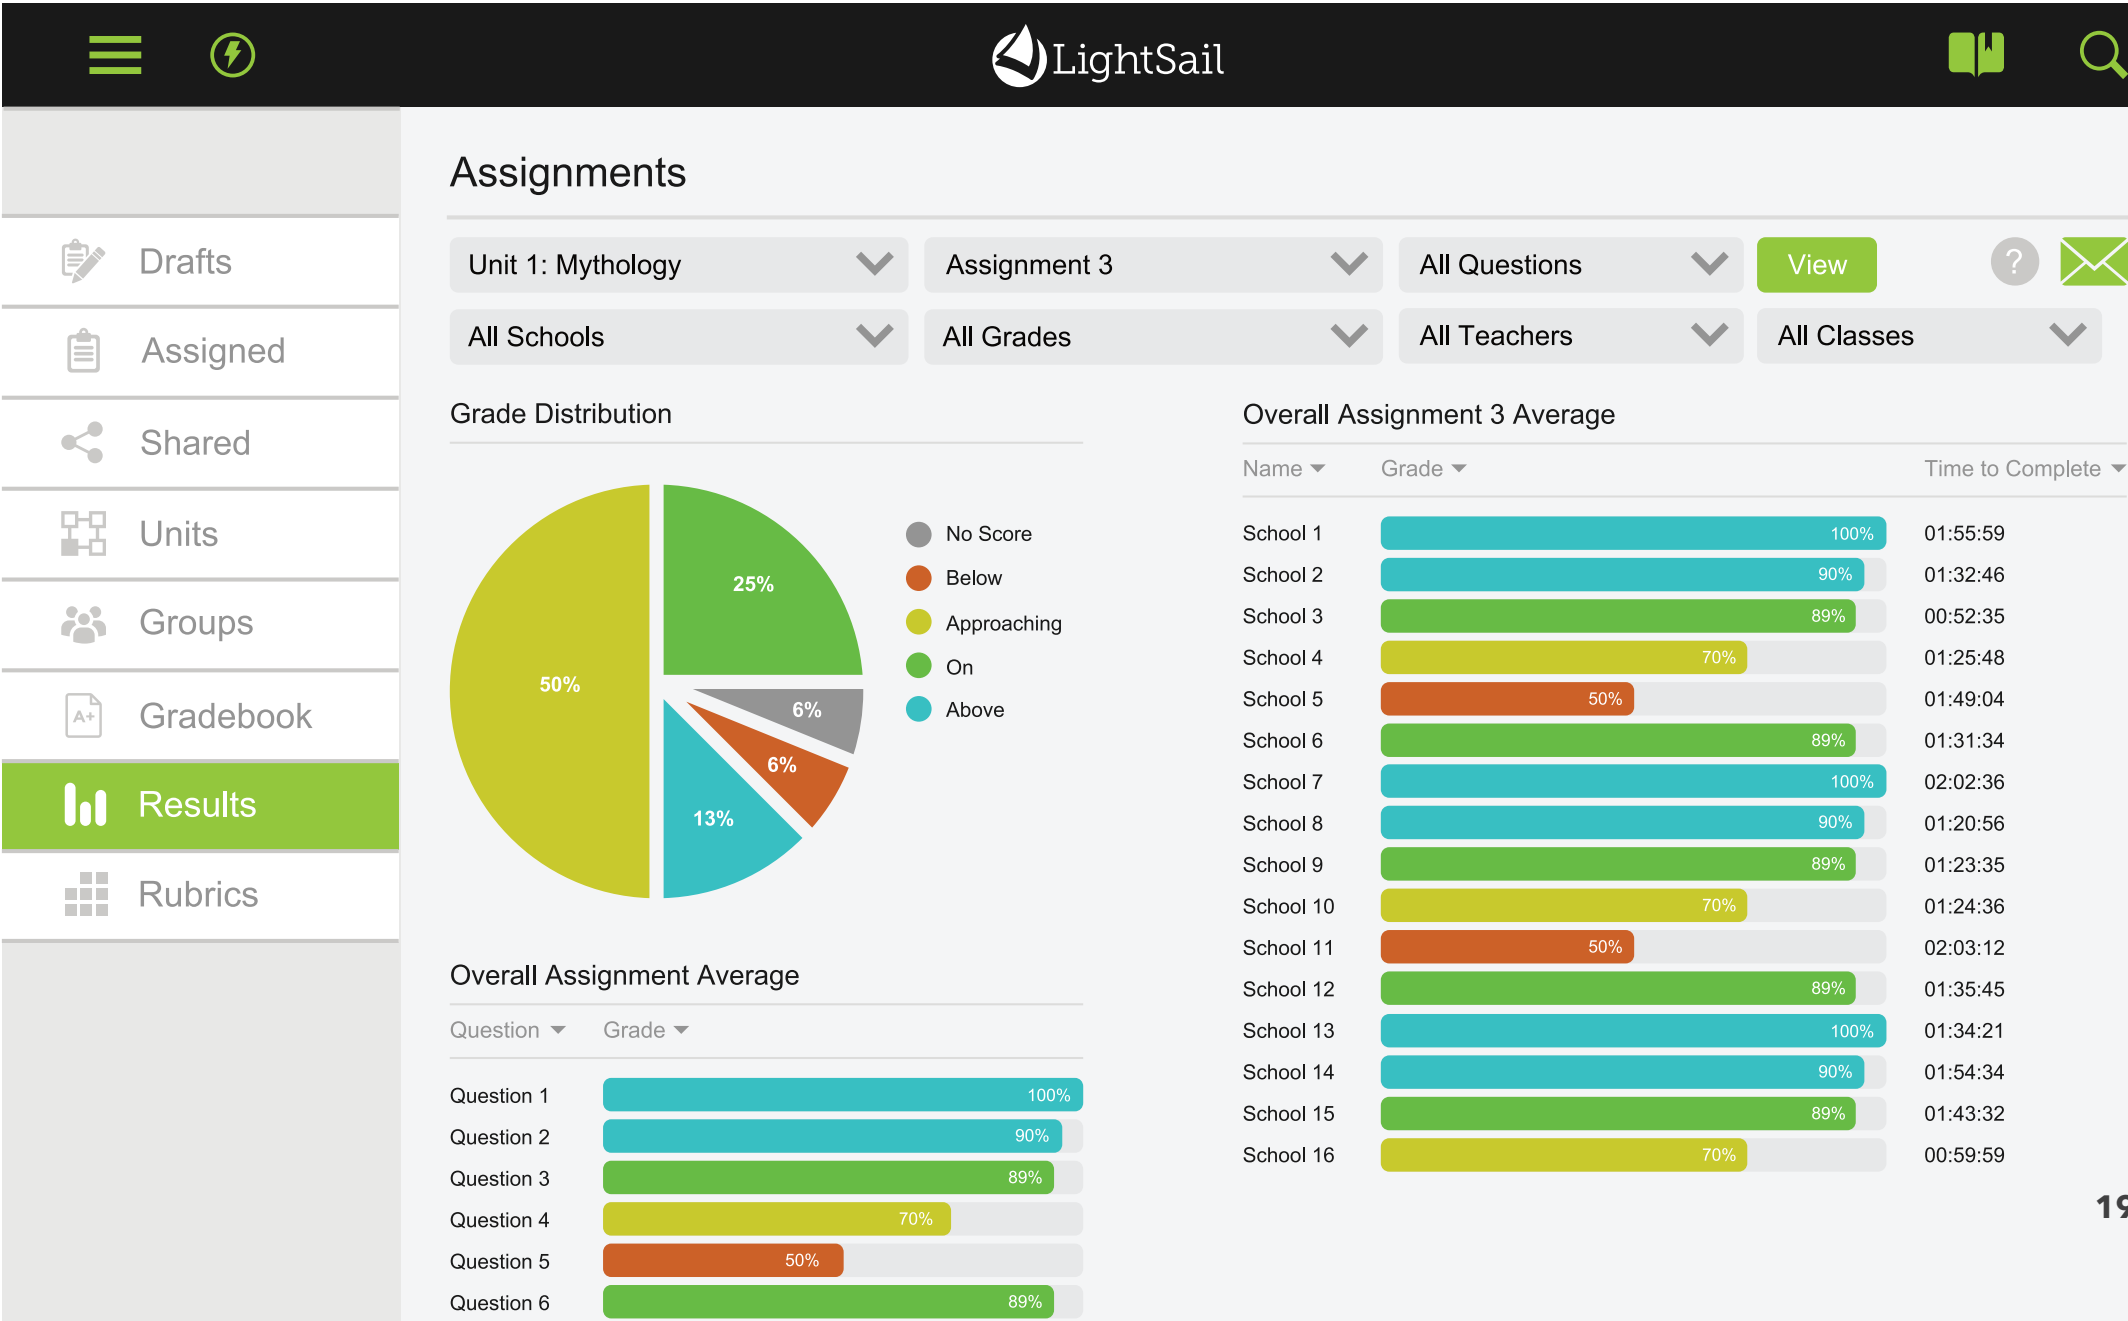 LightSail
Drafts
Assigned
Shared
Units
Groups
A+
Gradebook
Results
Rubrics
Assignments
Unit 1: Mythology
Assignment 3
All Questions
View
?
All Schools
All Grades
All Teachers
All Classes
Grade Distribution
25%
50%
6%
6%
13%
No Score
Below
Approaching
On
Above
Overall Assignment Average
Question Grade
Question 1 100%
Question 2 90%
Question 3 89%
Question 4 70%
Question 5 50%
Question 6 89%
Overall Assignment 3 Average
Name Grade Time to Complete
School 1 100% 01:55:59
School 2 90% 01:32:46
School 3 89% 00:52:35
School 4 70% 01:25:48
School 5 50% 01:49:04
School 6 89% 01:31:34
School 7 100% 02:02:36
School 8 90% 01:20:56
School 9 89% 01:23:35
School 10 70% 01:24:36
School 11 50% 02:03:12
School 12 89% 01:35:45
School 13 100% 01:34:21
School 14 90% 01:54:34
School 15 89% 01:43:32
School 16 70% 00:59:59
19